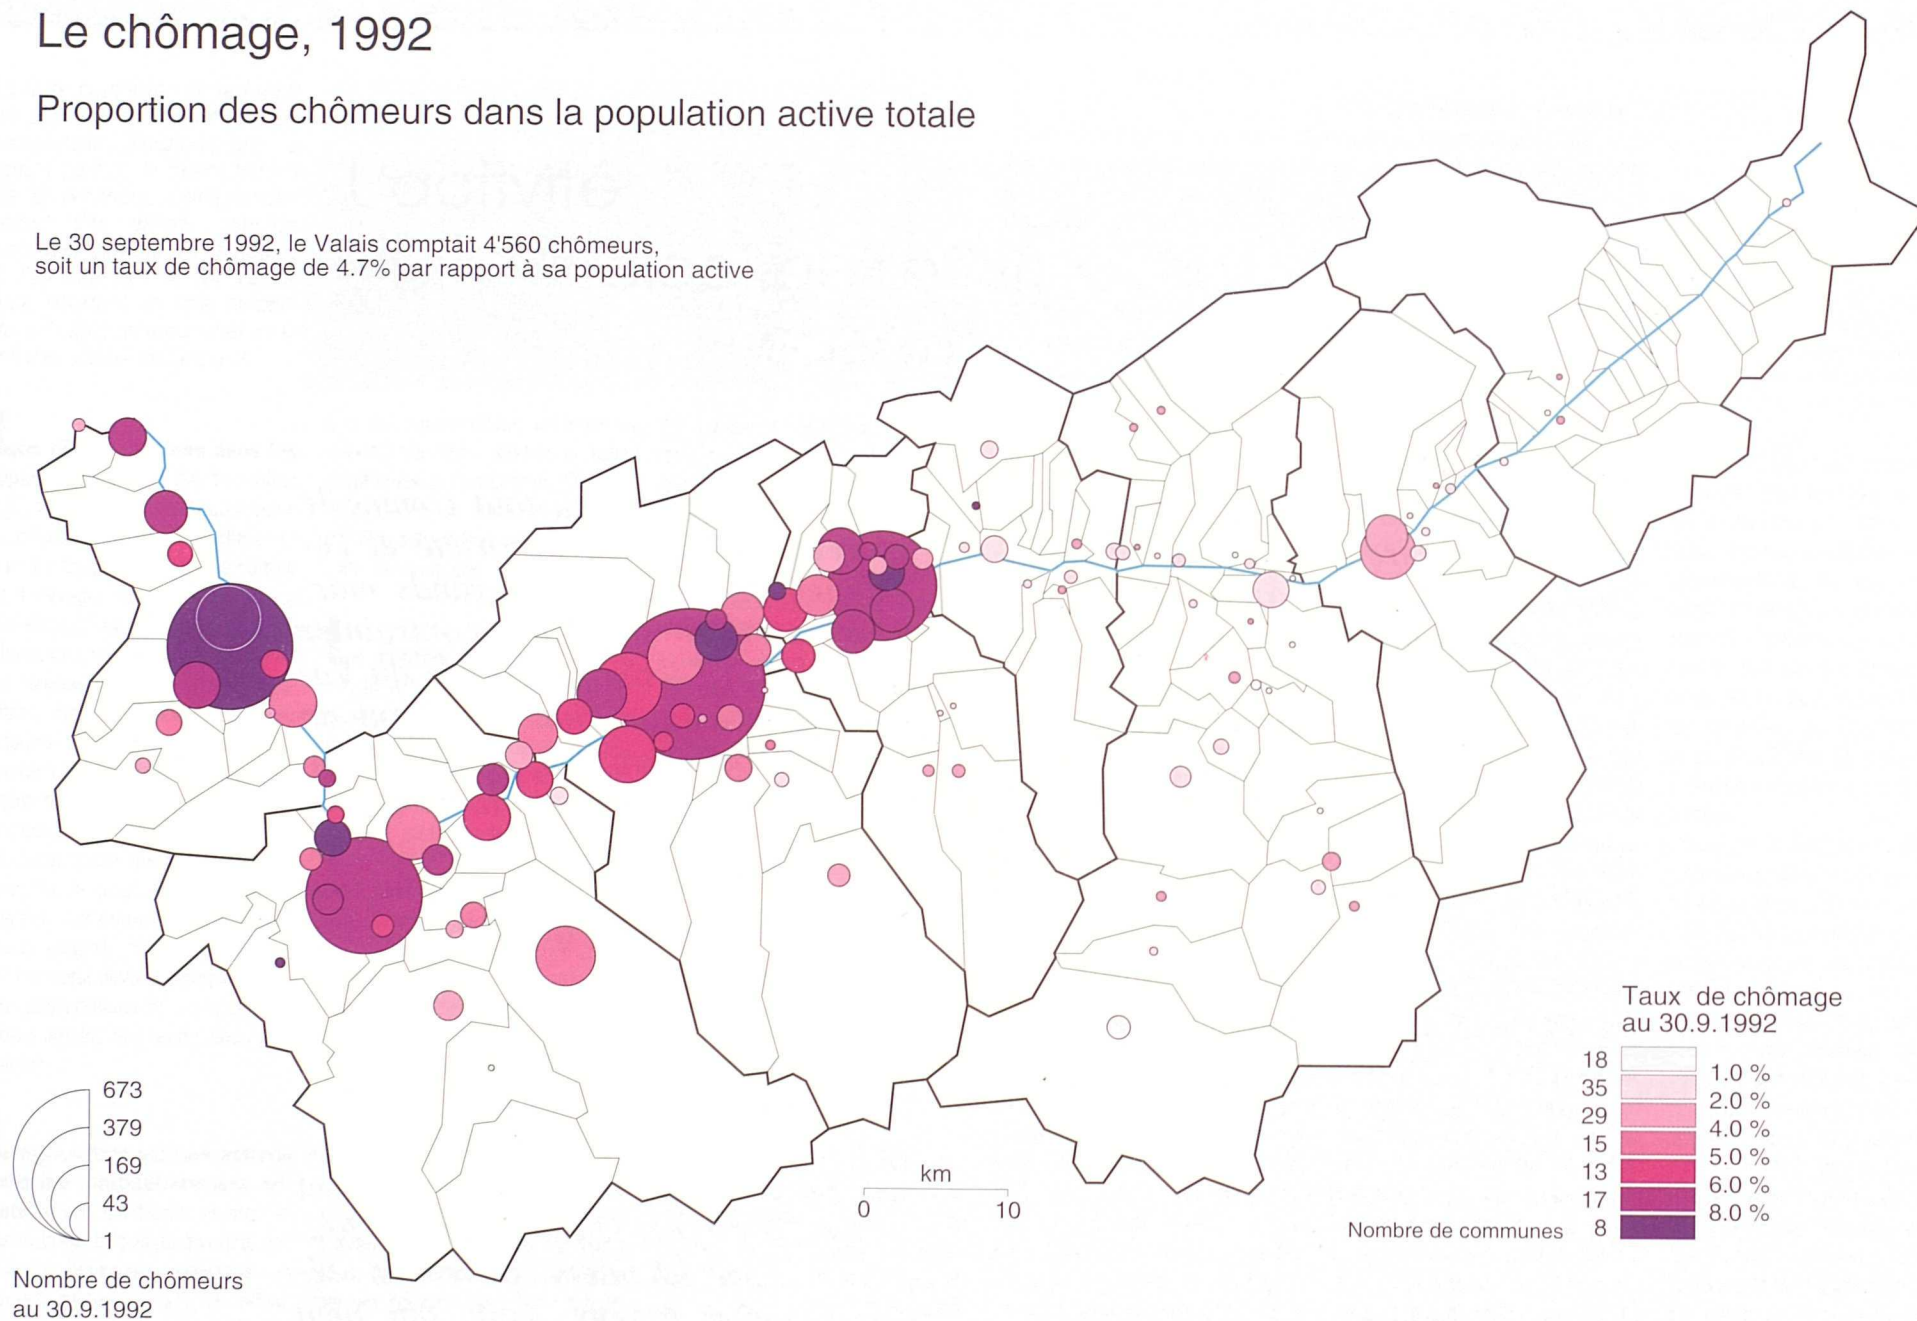 Le chômage, 1992
Proportion des chômeurs dans la population active totale
Le 30 septembre 1992, le Valais comptait 4'560 chômeurs,
soit un taux de chômage de 4.7% par rapport à sa population active
Taux de chômage
au 30.9.1992
18
1.0 %
35
2.0 %
29
4.0 %
15
5.0 %
13
6.0 %
17
8.0 %
Nombre de communes 8
km
0 10
673
379
169
43
1
Nombre de chômeurs
au 30.9.1992